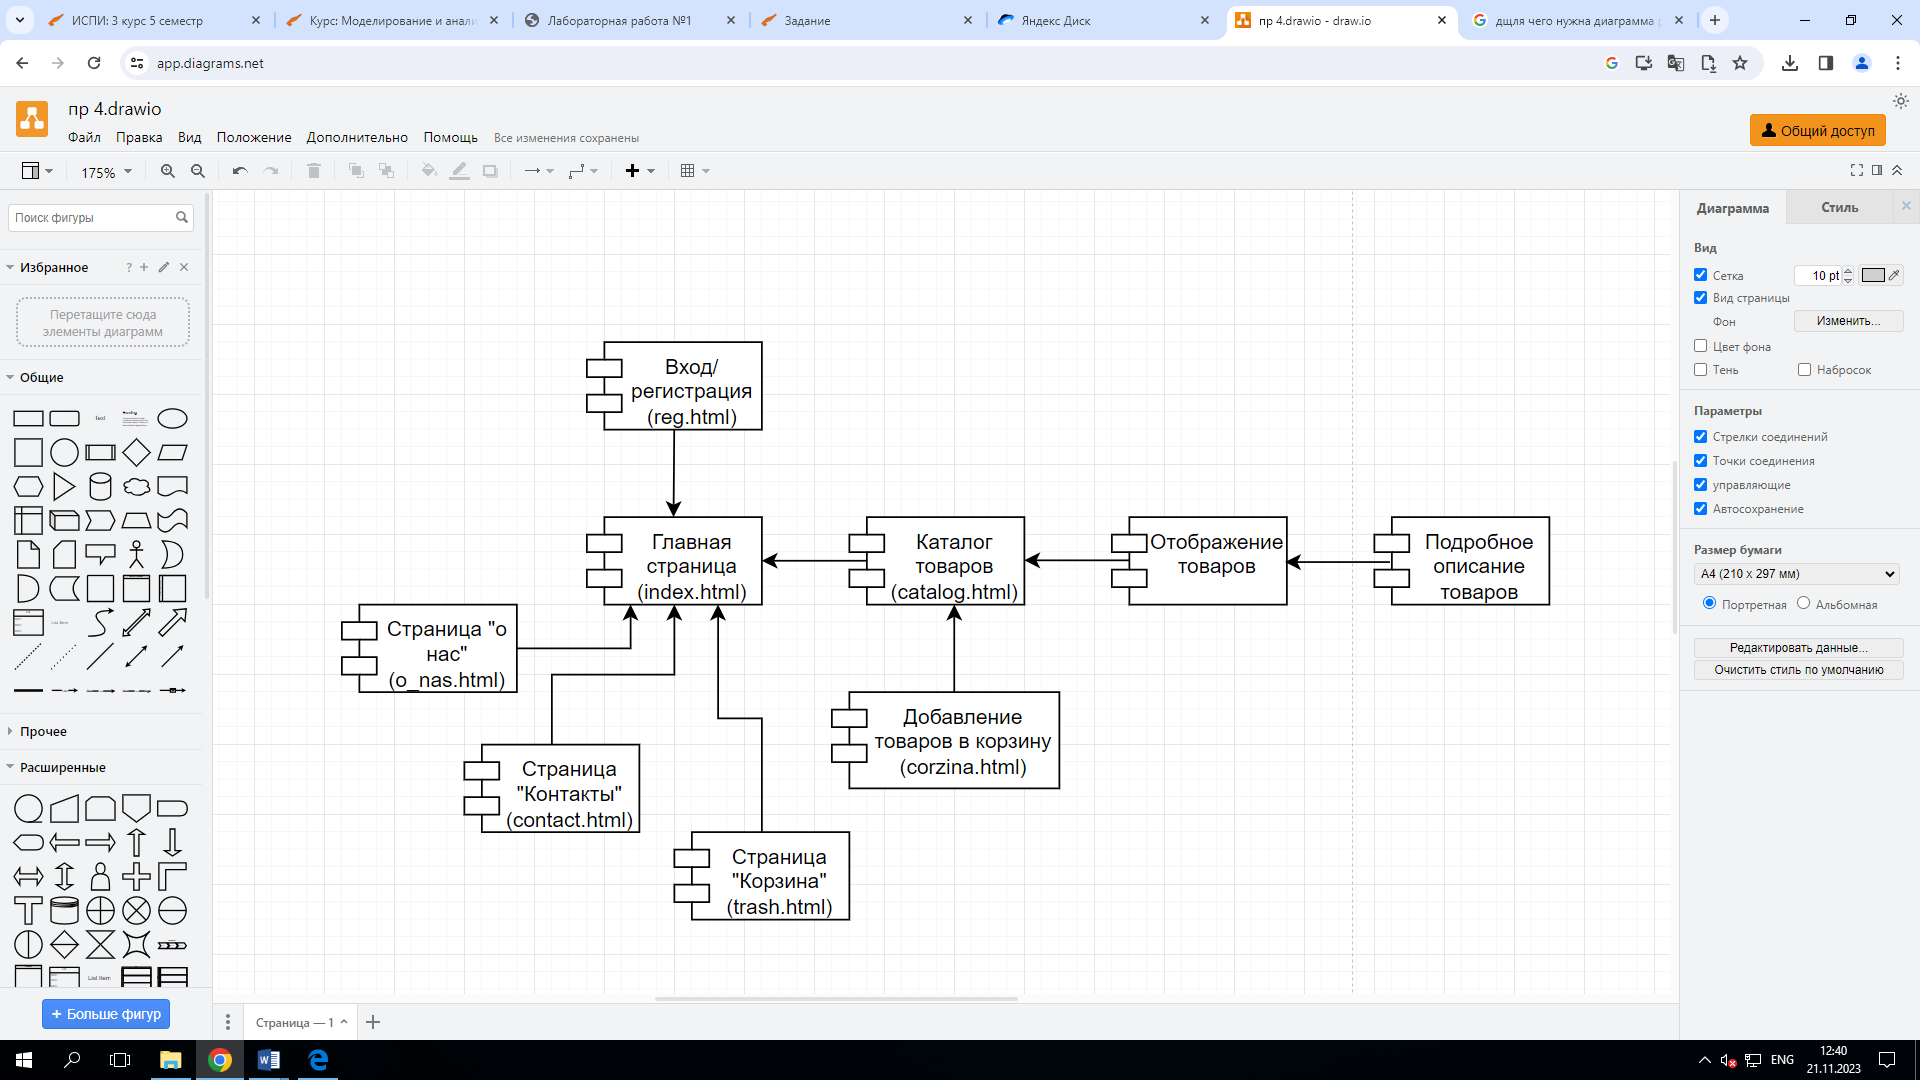 ИСПИ: 3 курс 5 семестр
Курс: Моделирование и анали
Лабораторная работа №1
Задание
Яндекс Диск
пр 4.drawio - draw.io
дщля чего нужна диаграмма
app.diagrams.net
пр 4.drawio
Файл Правка Вид Положение Дополнительно Помощь Все изменения сохранены
Общий доступ
175%
Поиск фигуры
Избранное
?
Перетащите сюда
элементы диаграмм
Общие
Text
Heading
List Item
Прочее
Расширенные
List Item
Больше фигур
Вход/
регистрация
(reg.html)
Главная
страница
(index.html)
Каталог
товаров
(catalog.html)
Отображение
товаров
Подробное
описание
товаров
Страница "о
нас"
(o_nas.html)
Добавление
товаров в корзину
(corzina.html)
Страница
"Контакты"
(contact.html)
Страница
"Корзина"
(trash.html)
Диаграмма
Стиль
Вид
Сетка
10 pt
Вид страницы
Фон
Изменить...
Цвет фона
Тень
Набросок
Параметры
Стрелки соединений
Точки соединения
управляющие
Автосохранение
Размер бумаги
A4 (210 x 297 мм)
Портретная
Альбомная
Редактировать данные...
Очистить стиль по умолчанию
Страница — 1
ENG
12:40
21.11.2023